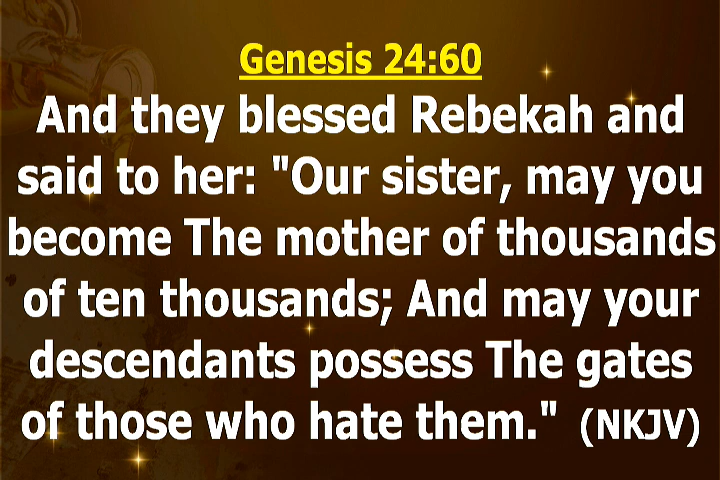 Genesis 24:60
And they blessed Rebekah and
said to her: "Our sister, may you
become The mother of thousands
of ten thousands; And may your
descendants possess The gates
of those who hate them." (NKJV)